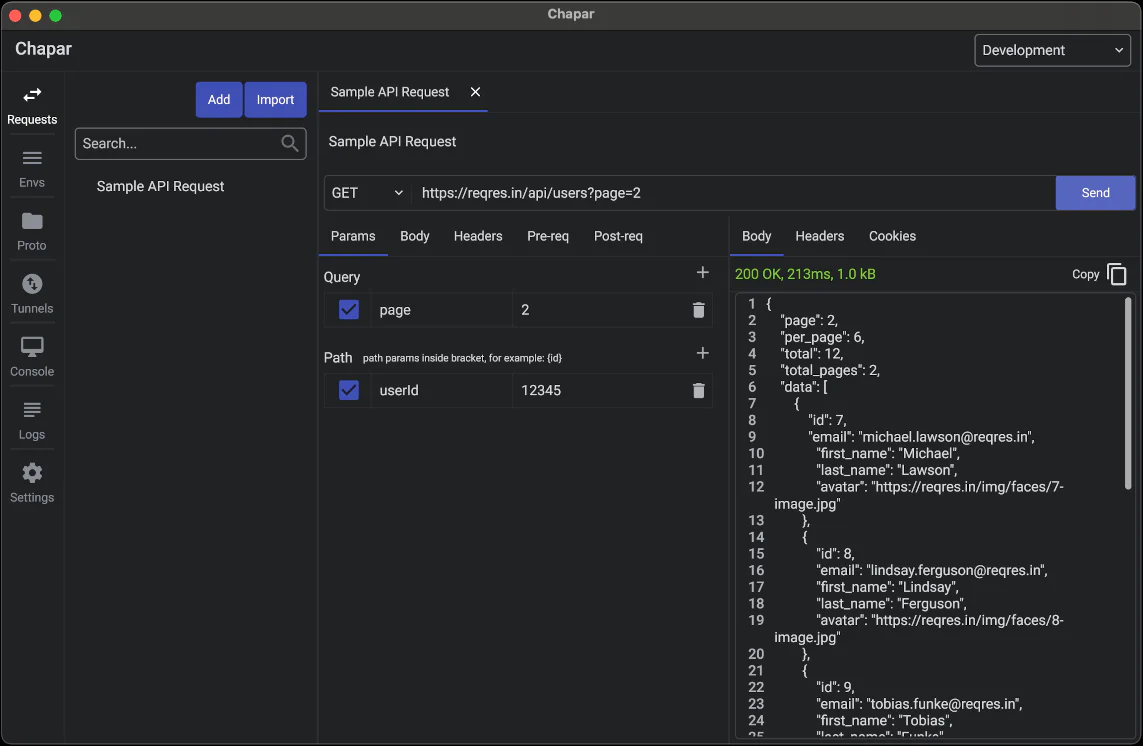 Chapar
Chapar
Development
Requests
Envs
Proto
Tunnels
Console
Logs
Settings
Add Import
Search...
Sample API Request
Sample API Request
Sample API Request
GET https://reqres.in/api/users?page=2 Send
Params Body Headers Pre-req Post-req
Query
page 2
Path path params inside bracket, for example: {id}
userId 12345
Body Headers Cookies
200 OK, 213ms, 1.0 kB Copy
1 {
2 "page": 2,
3 "per_page": 6,
4 "total": 12,
5 "total_pages": 2,
6 "data": [
7 {
8 "id": 7,
9 "email": "michael.lawson@reqres.in",
10 "first_name": "Michael",
11 "last_name": "Lawson",
12 "avatar": "https://reqres.in/img/faces/7-
image.jpg"
13 },
14 {
15 "id": 8,
16 "email": "lindsay.ferguson@reqres.in",
17 "first_name": "Lindsay",
18 "last_name": "Ferguson",
19 "avatar": "https://reqres.in/img/faces/8-
image.jpg"
20 },
21 {
22 "id": 9,
23 "email": "tobias.funke@reqres.in",
24 "first_name": "Tobias",
25 "last_name": "Funke",